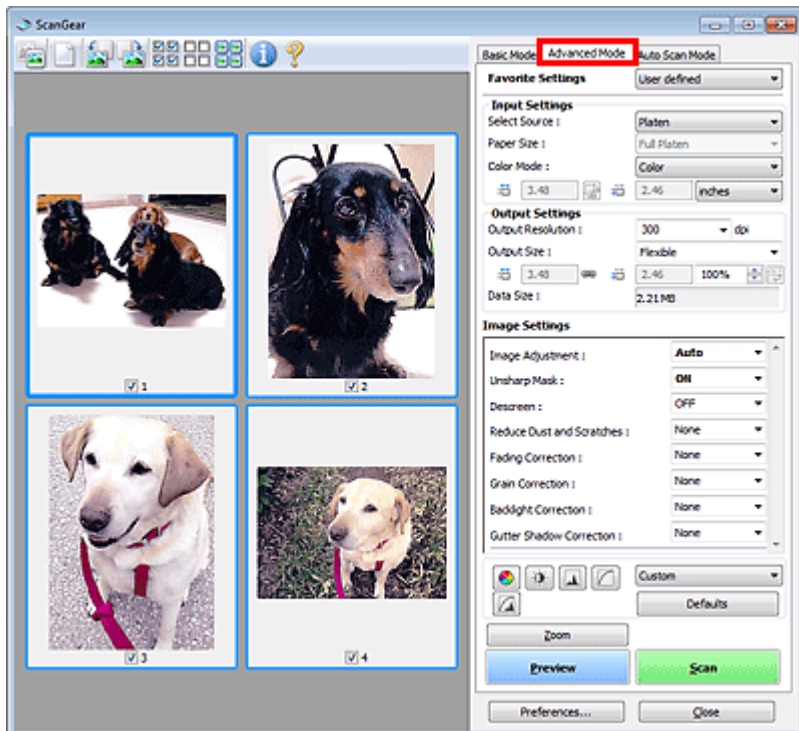 ScanGear
Basic Mode Advanced Mode Auto Scan Mode
Favorite Settings User defined
Input Settings
Select Source : Platen
Paper Size : Full Platen
Color Mode : Color
3.48 2.46 inches
Output Settings
Output Resolution : 300 dpi
Output Size : Flexible
3.48 2.46 100%
Data Size : 2.21MB
Image Settings
Image Adjustment : Auto
Unsharp Mask : ON
Descreen : OFF
Reduce Dust and Scratches : None
Fading Correction : None
Grain Correction : None
Backlight Correction : None
Gutter Shadow Correction : None
Custom
Defaults
Zoom
Preview Scan
Preferences... Close
1
2
3
4